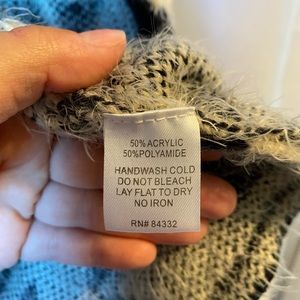 50% ACRYLIC
50%POLYAMIDE
HANDWASH COLD
DO NOT BLEACH
LAY FLAT TO DRY
NO IRON
RN# 84332